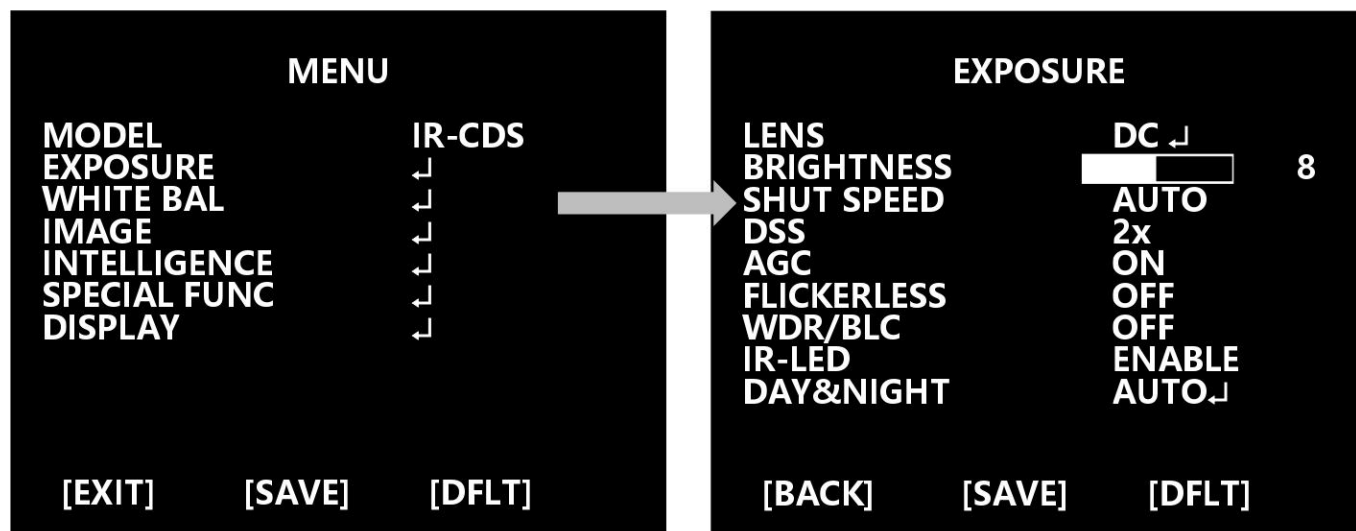 MENU
MODEL IR-CDS
EXPOSURE ↵
WHITE BAL ↵
IMAGE ↵
INTELLIGENCE ↵
SPECIAL FUNC ↵
DISPLAY ↵
[EXIT] [SAVE] [DFLT]
EXPOSURE
LENS DC ↵
BRIGHTNESS 8
SHUT SPEED AUTO
DSS 2x
AGC ON
FLICKERLESS OFF
WDR/BLC OFF
IR-LED ENABLE
DAY&NIGHT AUTO↵
[BACK] [SAVE] [DFLT]